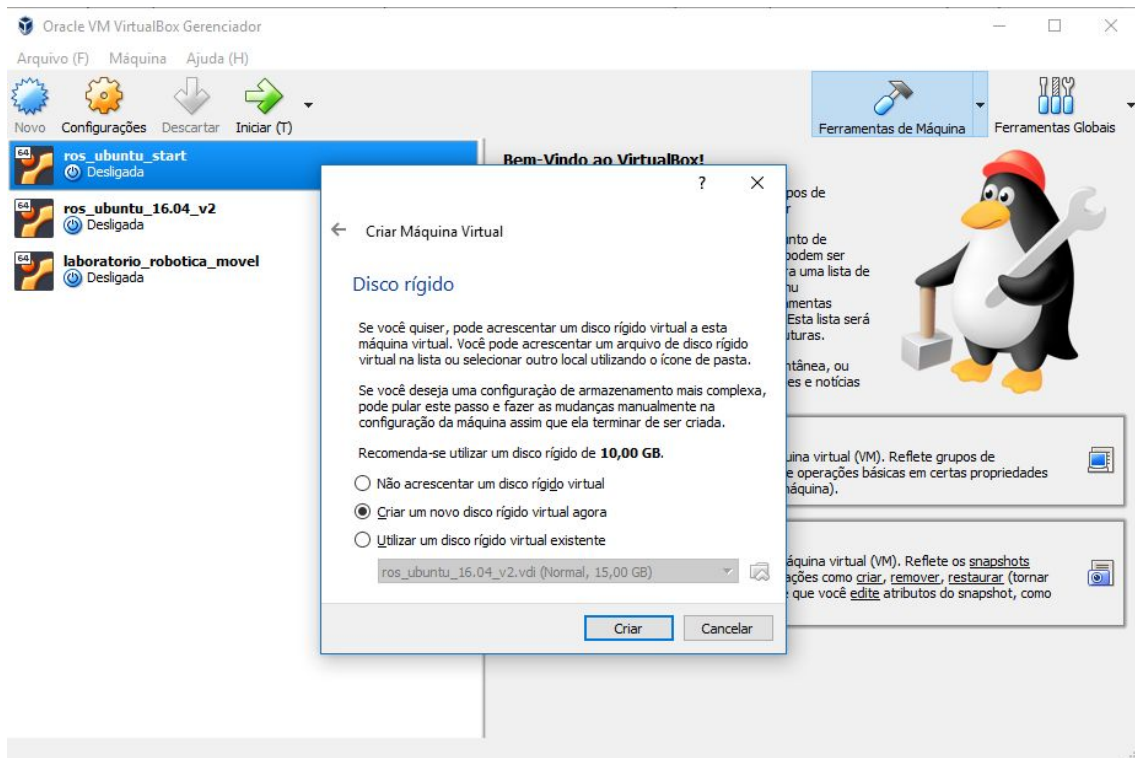 Oracle VM VirtualBox Gerenciador
Arquivo (F) Máquina Ajuda (H)
Novo Configurações Descartar Iniciar (T)
Ferramentas de Máquina Ferramentas Globais
64 ros_ubuntu_start
Desligada
64 ros_ubuntu_16.04_v2
Desligada
64 laboratorio_robotica_movel
Desligada
Bem-Vindo ao VirtualBox!
pos de
r
unto de
podem ser
ra uma lista de
nu
amentas
Esta lista será
uturas.
ntânea, ou
es e notícias
uina virtual (VM). Reflete grupos de
e operações básicas em certas propriedades
máquina).
áquina virtual (VM). Reflete os snapshots
ações como criar, remover, restaurar (tornar
que você edite atributos do snapshot, como
?
Criar Máquina Virtual
Disco rígido
Se você quiser, pode acrescentar um disco rígido virtual a esta
máquina virtual. Você pode acrescentar um arquivo de disco rígido
virtual na lista ou selecionar outro local utilizando o ícone de pasta.
Se você deseja uma configuraçào de armazenamento mais complexa,
pode pular este passo e fazer as mudanças manualmente na
configuração da máquina assim que ela terminar de ser criada.
Recomenda-se utilizar um disco rígido de 10,00 GB.
Não acrescentar um disco rígido virtual
Criar um novo disco rígido virtual agora
Utilizar um disco rígido virtual existente
ros_ubuntu_16.04_v2.vdi (Normal, 15,00 GB)
Criar Cancelar